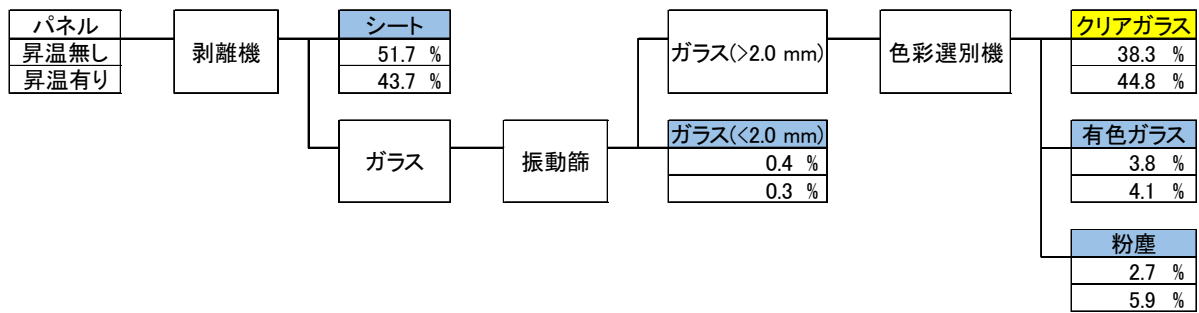 パネル
昇温無し
昇温有り
剥離機
シート
51.7 %
43.7 %
ガラス
振動篩
ガラス(>2.0 mm)
ガラス(<2.0 mm)
0.4 %
0.3 %
色彩選別機
クリアガラス
38.3 %
44.8 %
有色ガラス
3.8 %
4.1 %
粉塵
2.7 %
5.9 %